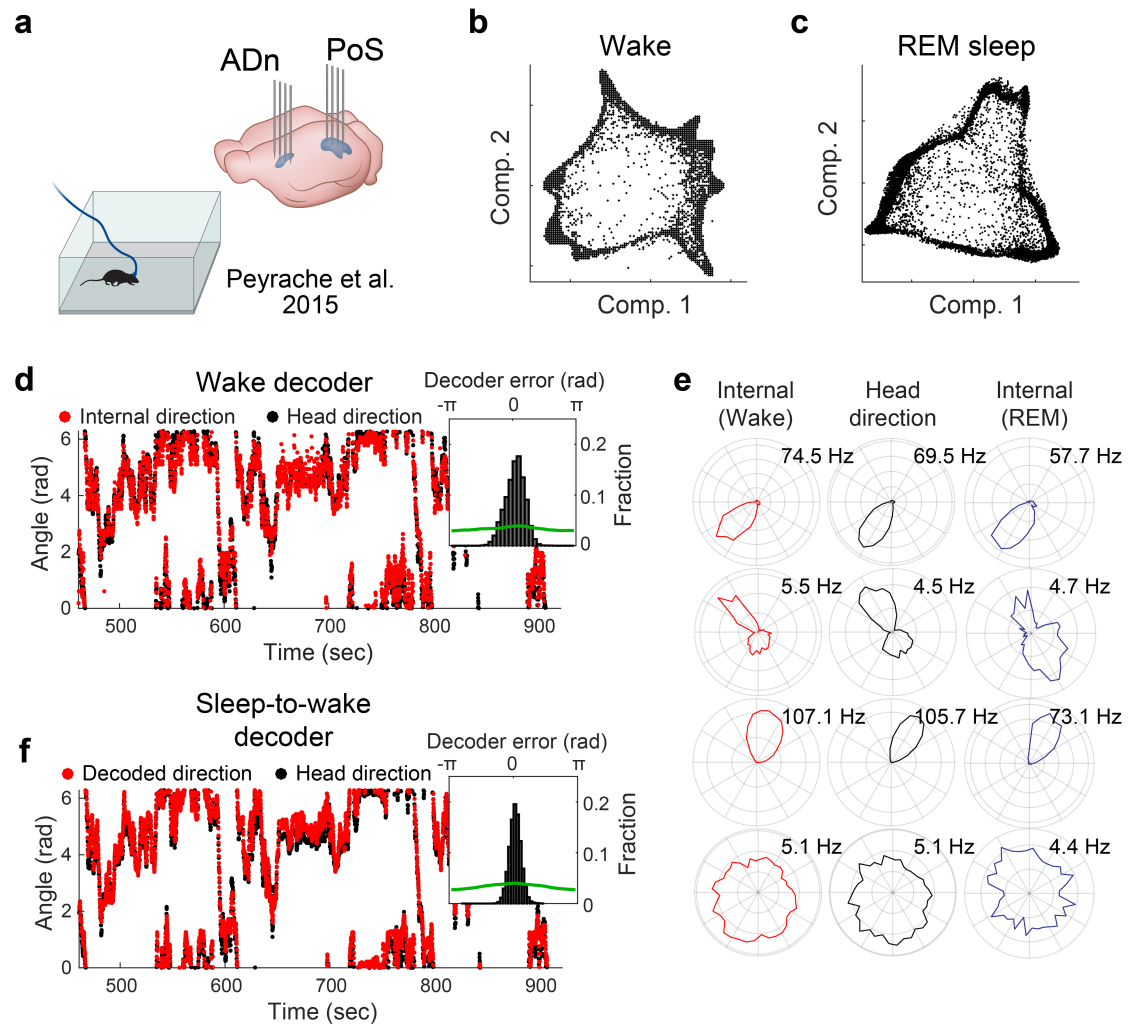 a
ADn
PoS
Peyrache et al.
2015
b
Wake
Comp. 2
Comp. 1
c
REM sleep
Comp. 2
Comp. 1
d
Wake decoder
Internal direction
Head direction
Angle (rad)
6
4
2
0
500
600
700
800
900
Time (sec)
Decoder error (rad)
-π
0
π
0.2
0.1
0
Fraction
e
Internal
(Wake)
Head
direction
Internal
(REM)
74.5 Hz
69.5 Hz
57.7 Hz
5.5 Hz
4.5 Hz
4.7 Hz
107.1 Hz
105.7 Hz
73.1 Hz
5.1 Hz
5.1 Hz
4.4 Hz
f
Sleep-to-wake
decoder
Decoded direction
Head direction
Angle (rad)
6
4
2
0
500
600
700
800
900
Time (sec)
Decoder error (rad)
-π
0
π
0.2
0.1
0
Fraction